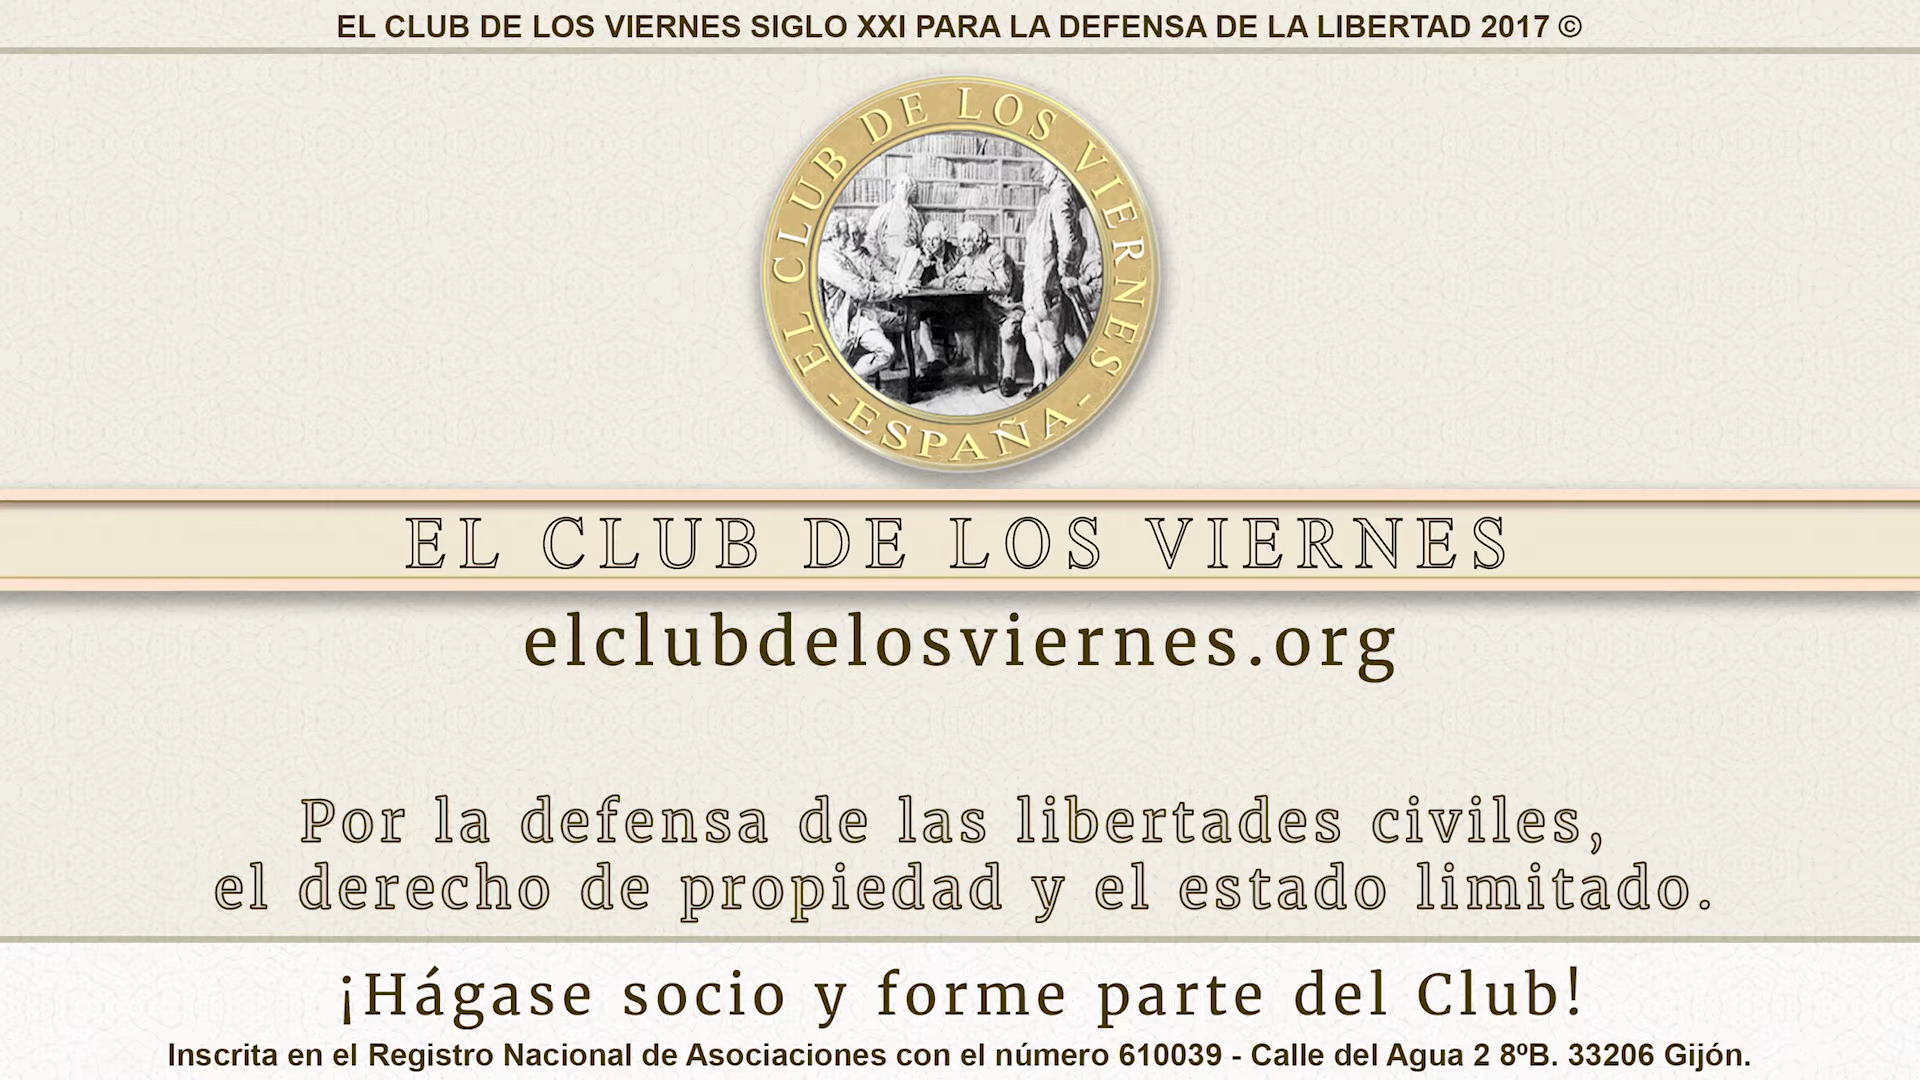 EL CLUB DE LOS VIERNES SIGLO XXI PARA LA DEFENSA DE LA LIBERTAD 2017 ©
EL CLUB DE LOS VIERNES
- ESPAÑA -
EL CLUB DE LOS VIERNES
elclubdelosviernes.org
Por la defensa de las libertades civiles,
el derecho de propiedad y el estado limitado.
¡Hágase socio y forme parte del Club!
Inscrita en el Registro Nacional de Asociaciones con el número 610039 - Calle del Agua 2 8ºB. 33206 Gijón.